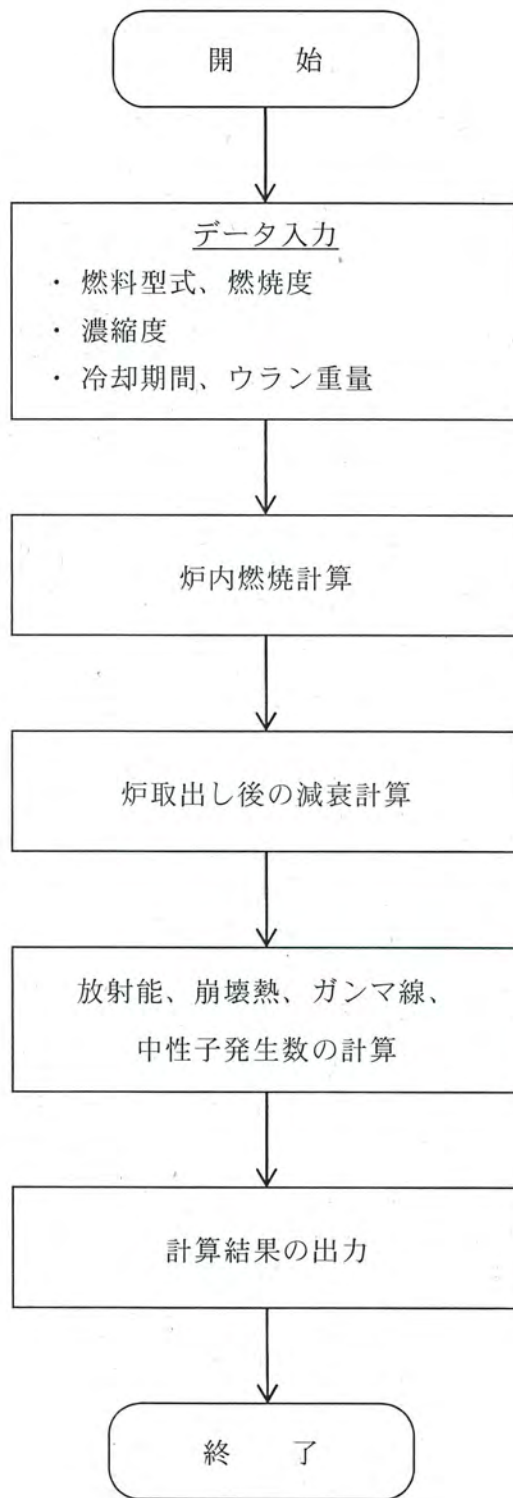 開　始
データ入力
・ 燃料型式、燃焼度
・ 濃縮度
・ 冷却期間、ウラン重量
炉内燃焼計算
炉取出し後の減衰計算
放射能、崩壊熱、ガンマ線、
中性子発生数の計算
計算結果の出力
終　了